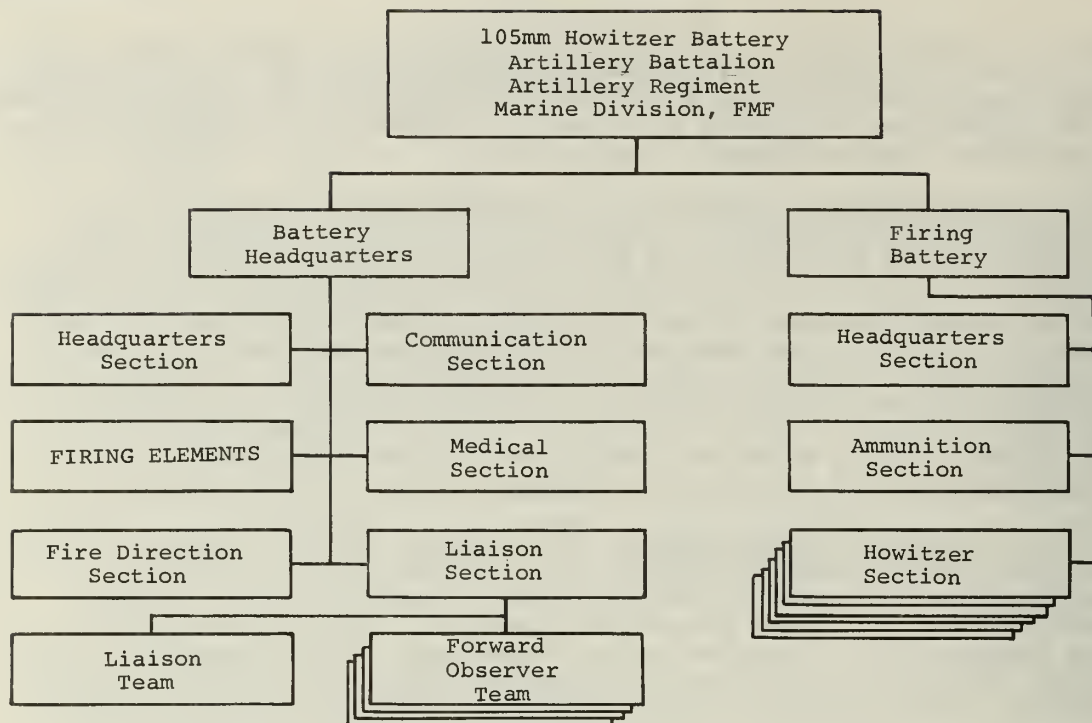 105mm Howitzer Battery
Artillery Battalion
Artillery Regiment
Marine Division, FMF
Battery
Headquarters
Firing
Battery
Headquarters
Section
Communication
Section
Headquarters
Section
FIRING ELEMENTS
Medical
Section
Ammunition
Section
Fire Direction
Section
Liaison
Section
Howitzer
Section
Liaison
Team
Forward
Observer
Team